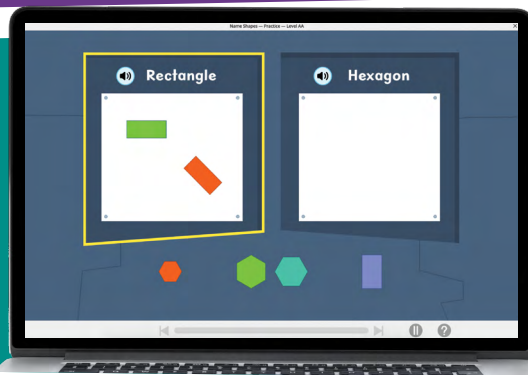 Name Shapes — Practice — Level AA
X
Rectangle
Hexagon
?